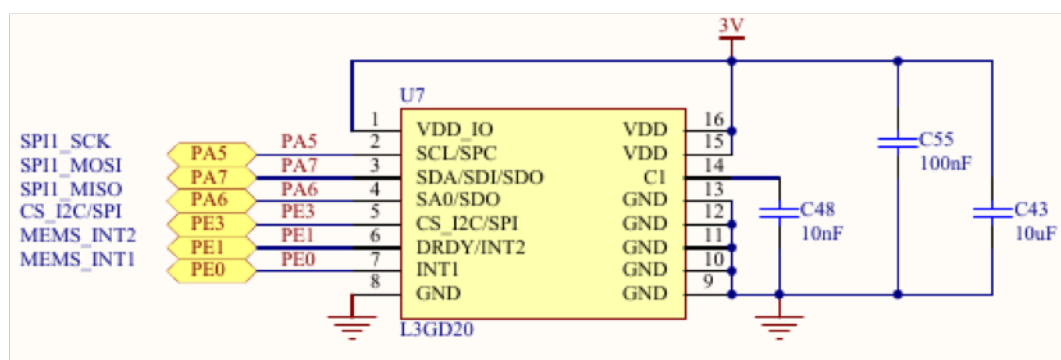 3V
U7
1 VDD_IO VDD 16
SPI1_SCK PA5 PA5 2 SCL/SPC VDD 15
SPI1_MOSI PA7 PA7 3 SDA/SDI/SDO C1 14
SPI1_MISO PA6 PA6 4 SA0/SDO GND 13
CS_I2C/SPI PE3 PE3 5 CS_I2C/SPI GND 12
MEMS_INT2 PE1 PE1 6 DRDY/INT2 GND 11
MEMS_INT1 PE0 PE0 7 INT1 GND 10
8 GND GND 9
L3GD20
C48
10nF
C55
100nF
C43
10uF